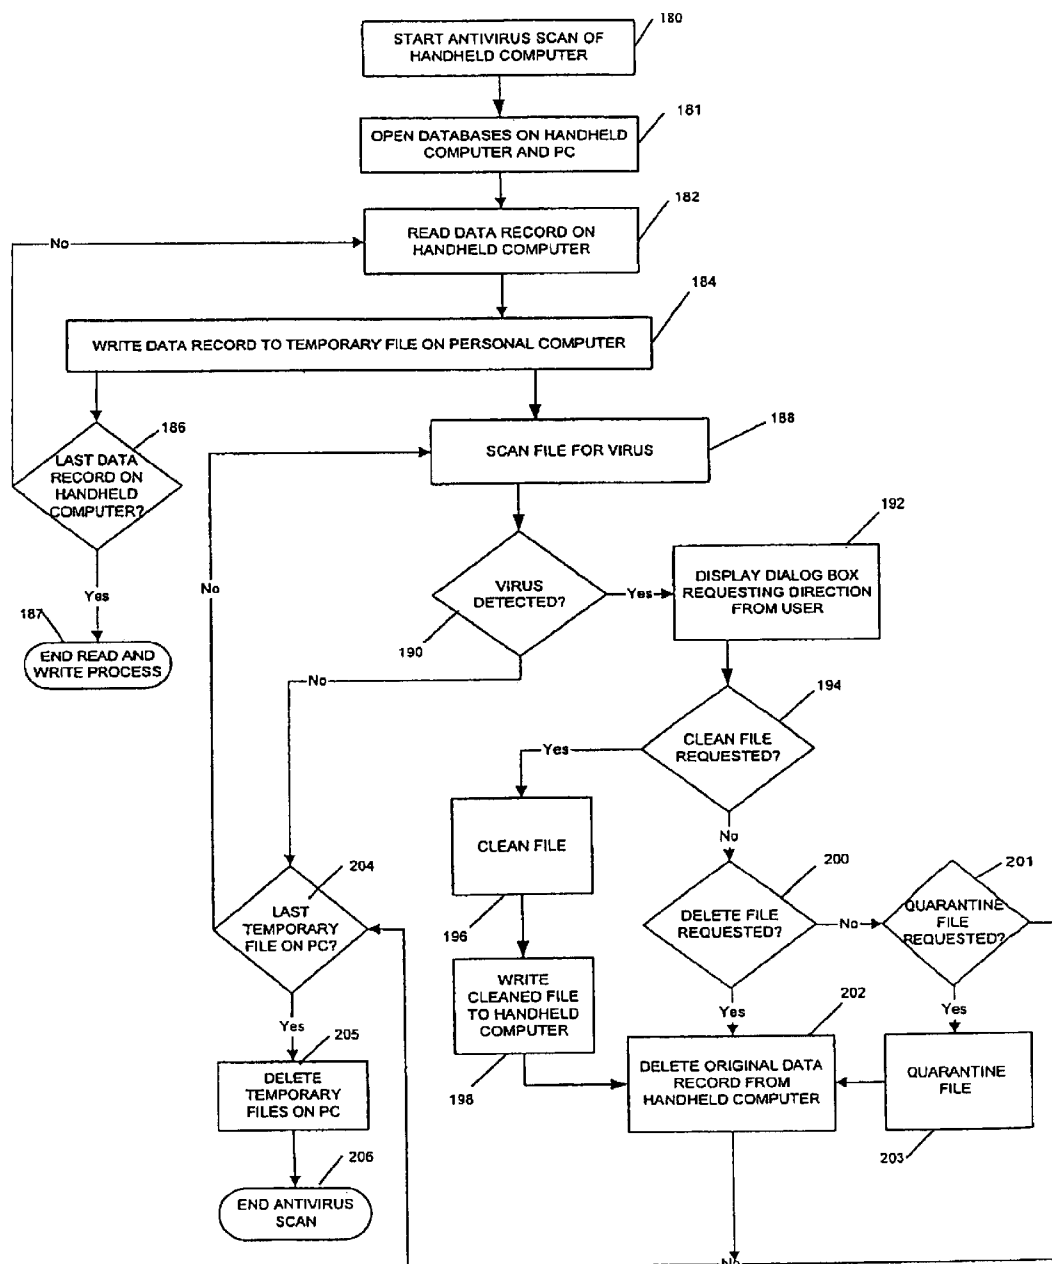 180
START ANTIVIRUS SCAN OF
HANDHELD COMPUTER
181
OPEN DATABASES ON HANDHELD
COMPUTER AND PC
182
READ DATA RECORD ON
HANDHELD COMPUTER
No
184
WRITE DATA RECORD TO TEMPORARY FILE ON PERSONAL COMPUTER
186
LAST DATA
RECORD ON
HANDHELD
COMPUTER?
188
SCAN FILE FOR VIRUS
192
No
VIRUS
DETECTED?
Yes
DISPLAY DIALOG BOX
REQUESTING DIRECTION
FROM USER
Yes
187
190
END READ AND
WRITE PROCESS
No
194
CLEAN FILE
REQUESTED?
Yes
CLEAN FILE
No
204
200
201
LAST
TEMPORARY
FILE ON PC?
196
DELETE FILE
REQUESTED?
No
QUARANTINE
FILE
REQUESTED?
WRITE
CLEANED FILE
TO HANDHELD
COMPUTER
202
Yes
Yes
Yes
205
DELETE
TEMPORARY
FILES ON PC
198
DELETE ORIGINAL DATA
RECORD FROM
HANDHELD COMPUTER
QUARANTINE
FILE
203
206
END ANTIVIRUS
SCAN
No